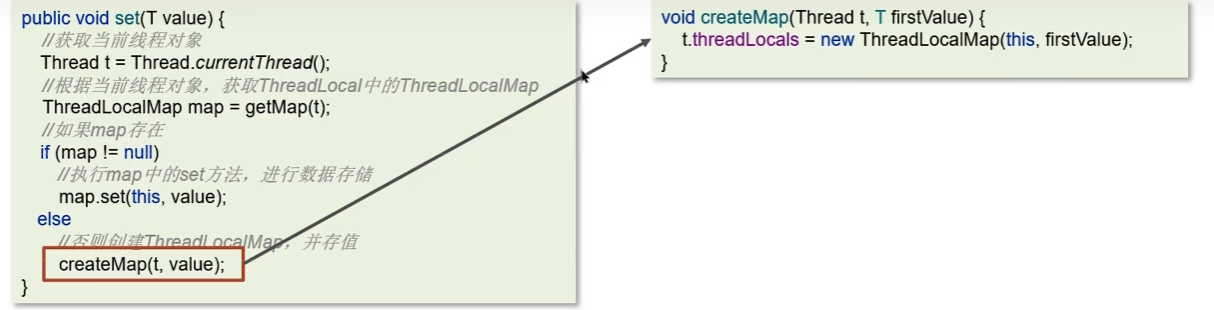 public void set(T value) {
//获取当前线程对象
Thread t = Thread.currentThread();
//根据当前线程对象，获取ThreadLocal中的ThreadLocalMap
ThreadLocalMap map = getMap(t);
//如果map存在
if (map != null)
//执行map中的set方法，进行数据存储
map.set(this, value);
else
//否则创建ThreadLocalMap，并存值
createMap(t, value);
}
void createMap(Thread t, T firstValue) {
t.threadLocals = new ThreadLocalMap(this, firstValue);
}